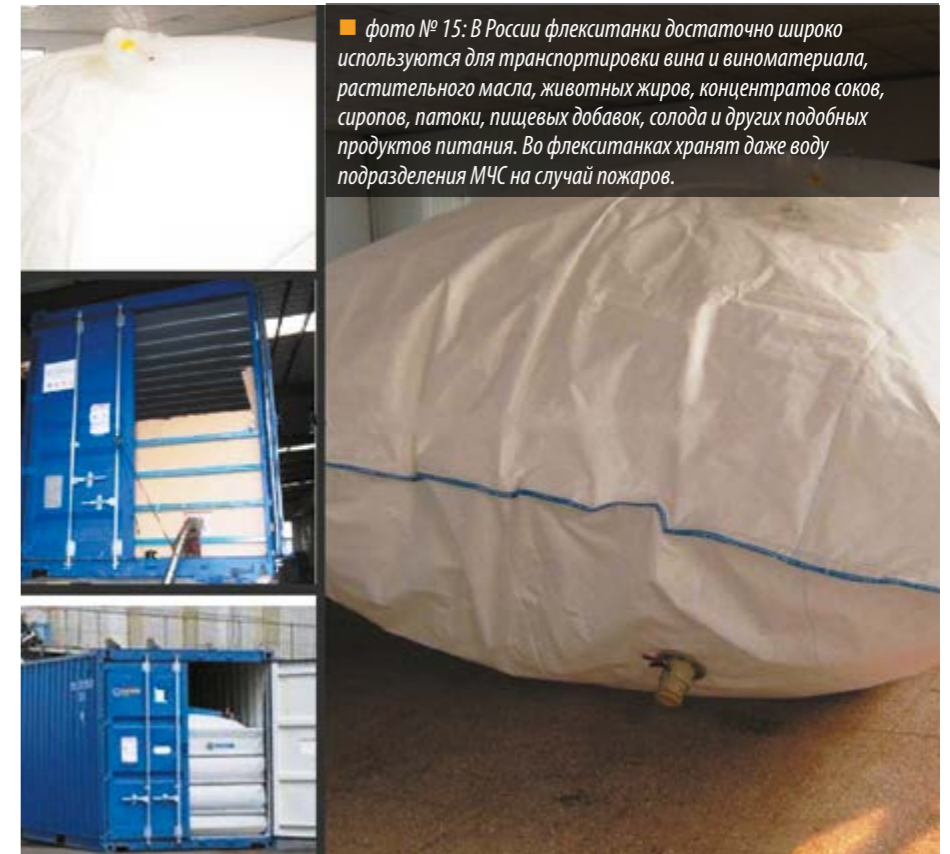 фото № 15: В России флекситанки достаточно широко
используются для транспортировки вина и виноматериала,
растительного масла, животных жиров, концентратов соков,
сиропов, патоки, пищевых добавок, солода и других подобных
продуктов питания. Во флекситанках хранят даже воду
подразделения МЧС на случай пожаров.